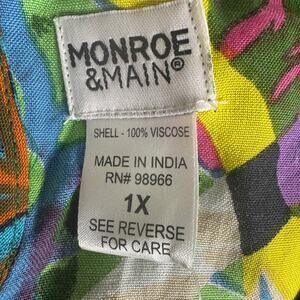 MONROE
&MAIN®
SHELL - 100% VISCOSE
MADE IN INDIA
RN# 98966
1X
SEE REVERSE
FOR CARE